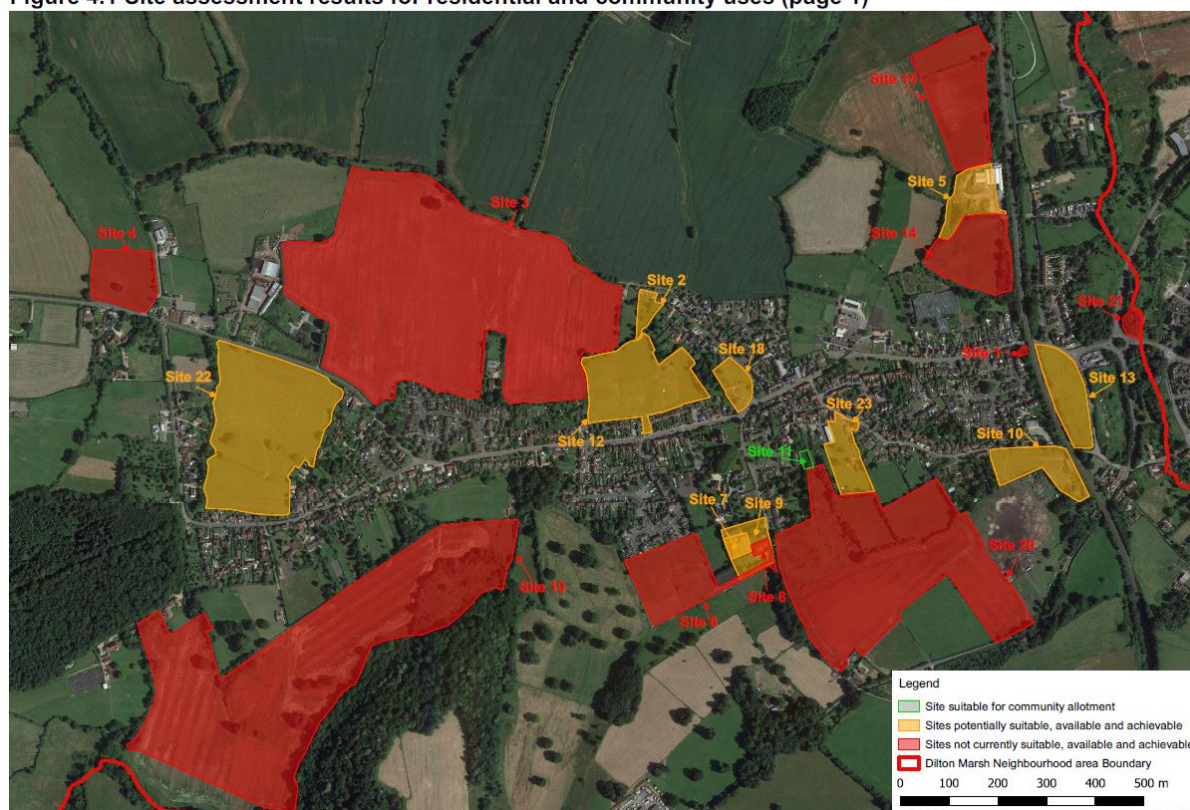 Figure 4.1 Site assessment results for residential and community uses (page 1)
Site 15
Site 5
Site 3
Site 4
Site 14
Site 2
Site 21
Site 1
Site 18
Site 13
Site 22
Site 23
Site 12
Site 10
Site 11
Site 7
Site 9
Site 20
Site
Site 8
Site 6
Legend
Site suitable for community allotment
Sites potentially suitable, available and achievable
Sites not currently suitable, available and achievable
Dilton Marsh Neighbourhood area Boundary
0 100 200 300 400 500 m